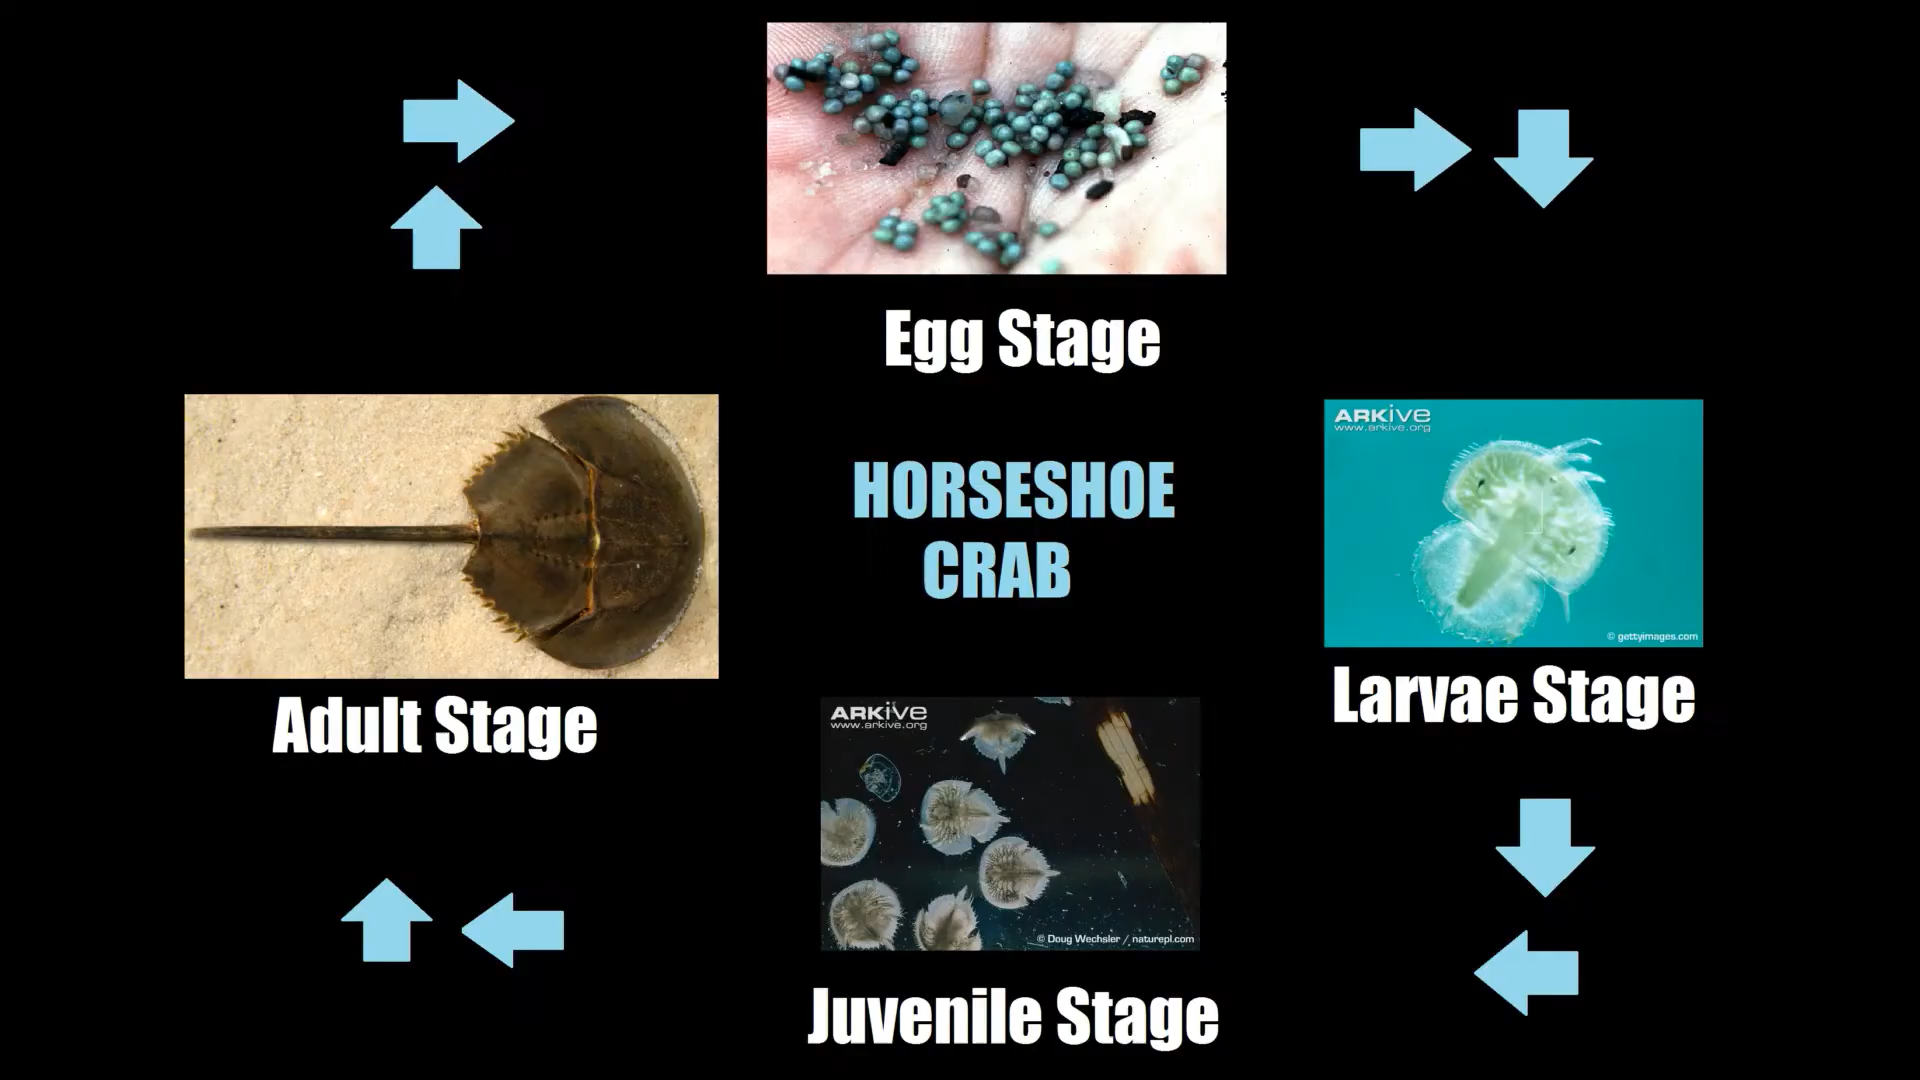 Egg Stage
HORSESHOE
CRAB
ARKive
www.arkive.org
© gettyimages.com
Larvae Stage
Adult Stage
ARKive
www.arkive.org
© Doug Wechsler / naturepl.com
Juvenile Stage